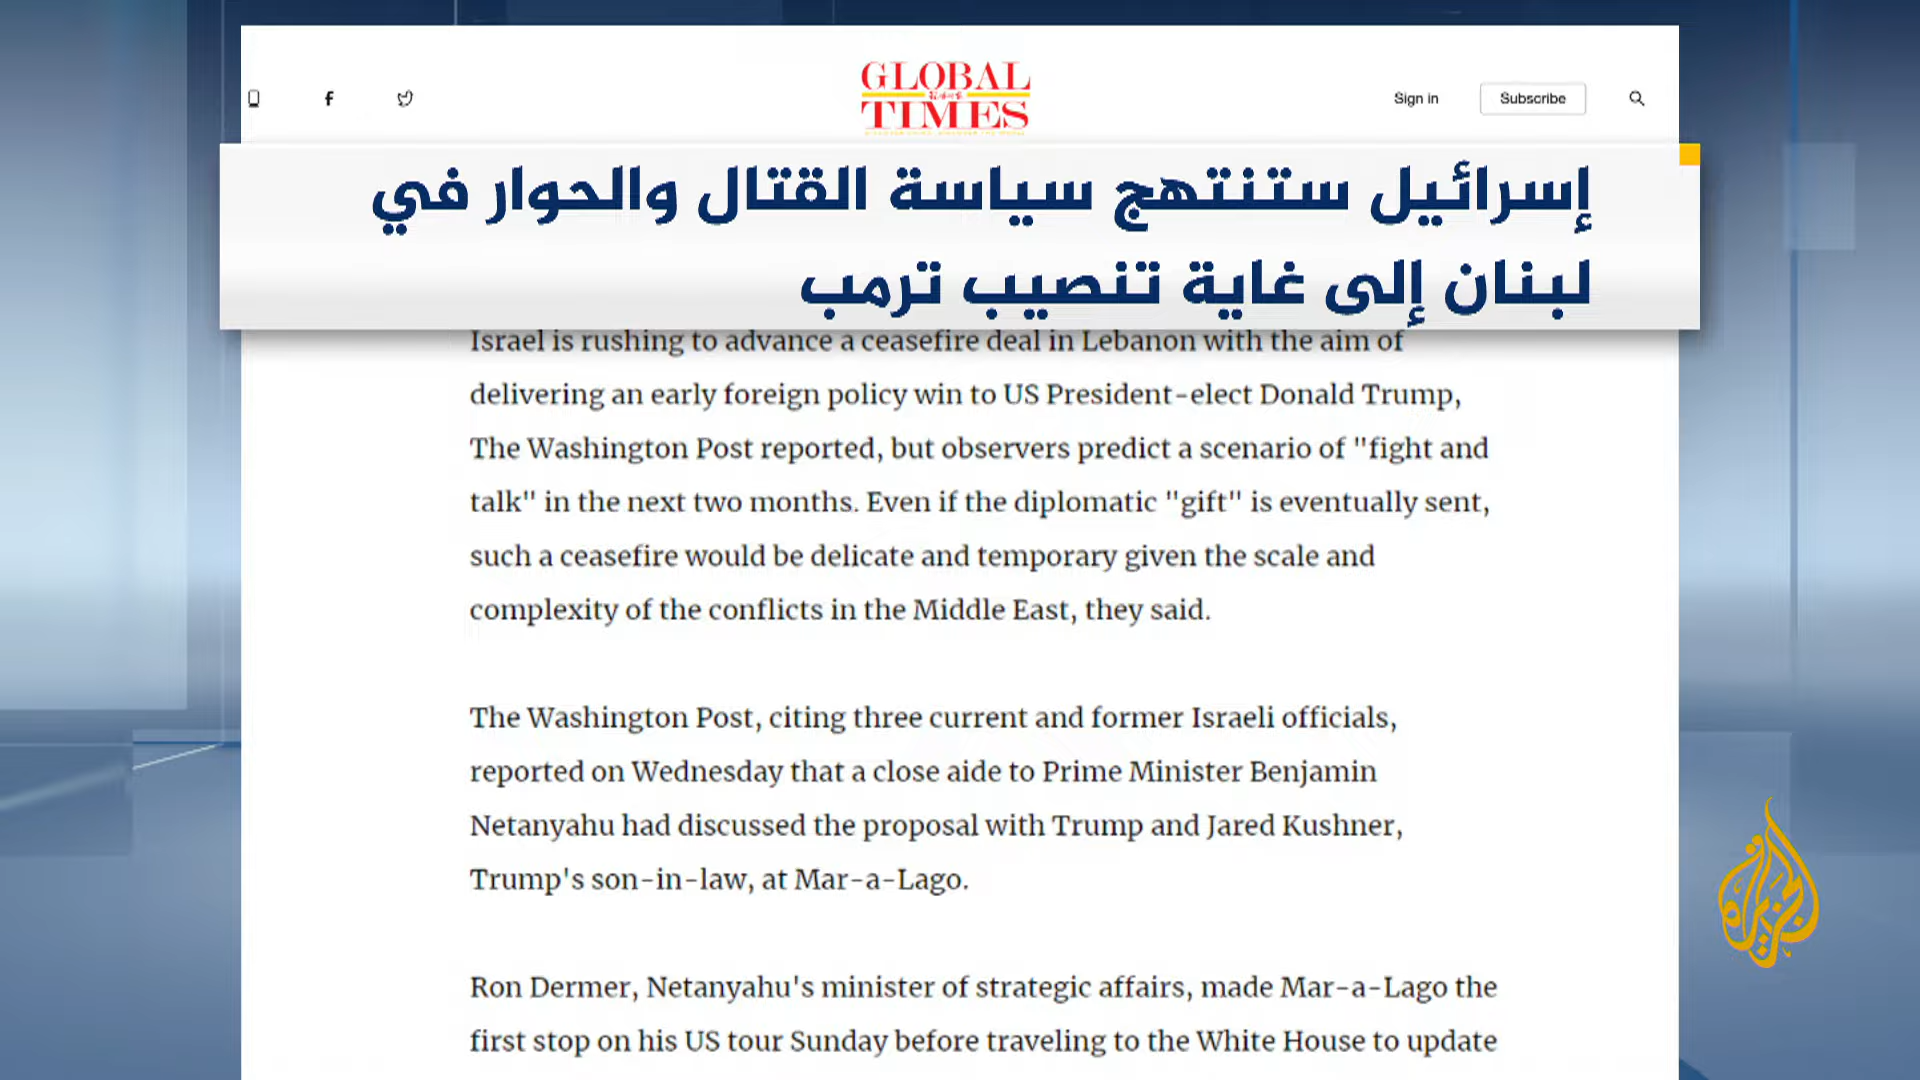 GLOBAL
TIMES
Sign in
Subscribe
إسرائيل ستنتهج سياسة القتال والحوار في
لبنان إلى غاية تنصيب ترمب
Israel is rushing to advance a ceasefire deal in Lebanon with the aim of
delivering an early foreign policy win to US President-elect Donald Trump,
The Washington Post reported, but observers predict a scenario of "fight and
talk" in the next two months. Even if the diplomatic "gift" is eventually sent,
such a ceasefire would be delicate and temporary given the scale and
complexity of the conflicts in the Middle East, they said.
The Washington Post, citing three current and former Israeli officials,
reported on Wednesday that a close aide to Prime Minister Benjamin
Netanyahu had discussed the proposal with Trump and Jared Kushner,
Trump's son-in-law, at Mar-a-Lago.
Ron Dermer, Netanyahu's minister of strategic affairs, made Mar-a-Lago the
first stop on his US tour Sunday before traveling to the White House to update
الجزيرة